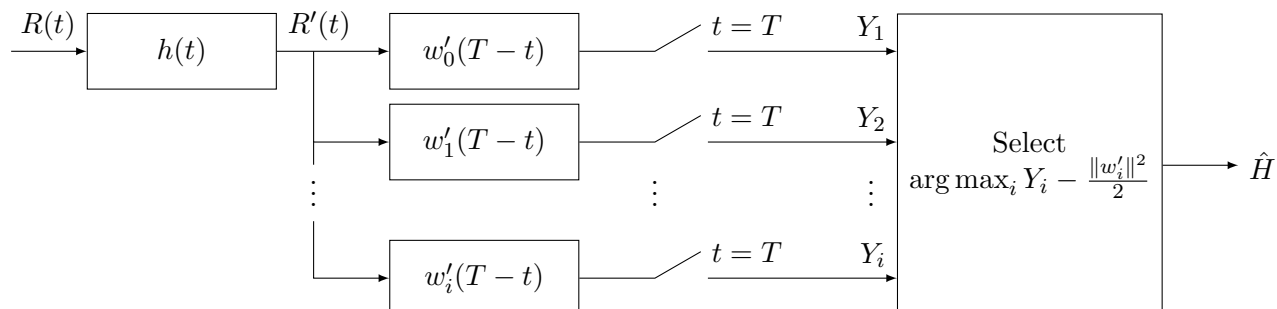 R(t) h(t) R′(t) w′₀(T − t) t = T Y₁
w′₁(T − t) t = T Y₂
Select
arg maxᵢ Yᵢ − ‖w′ᵢ‖²/2
Ĥ
⋮ ⋮ ⋮
w′ᵢ(T − t) t = T Yᵢ